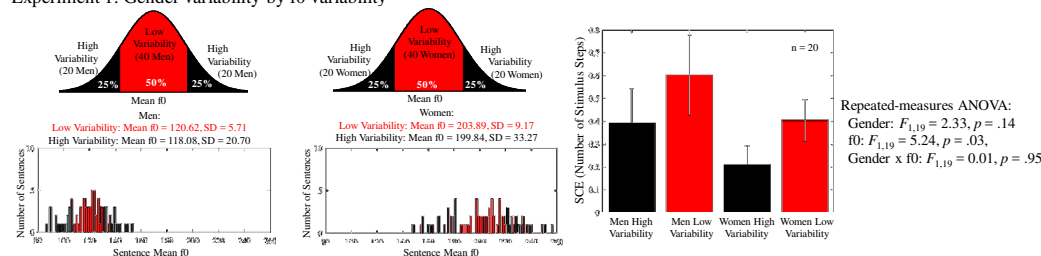 Experiment 1: Gender variability by f0 variability
High
Variability
(20 Men)
Low
Variability
(40 Men)
High
Variability
(20 Men)
25%
50%
25%
Mean f0
Men:
Low Variability: Mean f0 = 120.62, SD = 5.71
High Variability: Mean f0 = 118.08, SD = 20.70
Number of Sentences
Sentence Mean f0
High
Variability
(20 Women)
Low
Variability
(40 Women)
High
Variability
(20 Women)
25%
50%
25%
Mean f0
Women:
Low Variability: Mean f0 = 203.89, SD = 9.17
High Variability: Mean f0 = 199.84, SD = 33.27
Number of Sentences
Sentence Mean f0
SCE (Number of Stimulus Steps)
n = 20
Men High
Variability
Men Low
Variability
Women High
Variability
Women Low
Variability
Repeated-measures ANOVA:
Gender: F1,19 = 2.33, p = .14
f0: F1,19 = 5.24, p = .03,
Gender x f0: F1,19 = 0.01, p = .95